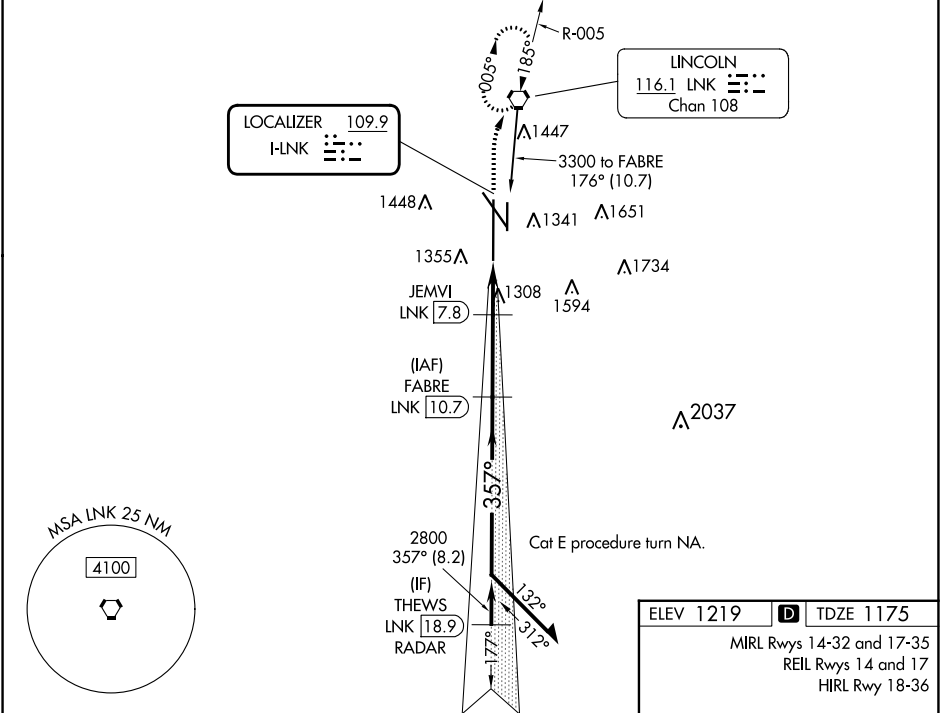 R-005
005°
185°
LINCOLN
116.1 LNK
Chan 108
LOCALIZER 109.9
I-LNK
1447
3300 to FABRE
176° (10.7)
1448
1341
1651
1355
1734
JEMVI
LNK 7.8
1308
1594
(IAF)
FABRE
LNK 10.7
2037
357°
MSA LNK 25 NM
4100
2800
357° (8.2)
Cat E procedure turn NA.
(IF)
THEWS
LNK 18.9
RADAR
132°
312°
177°
ELEV 1219 D TDZE 1175
MIRL Rwys 14-32 and 17-35
REIL Rwys 14 and 17
HIRL Rwy 18-36